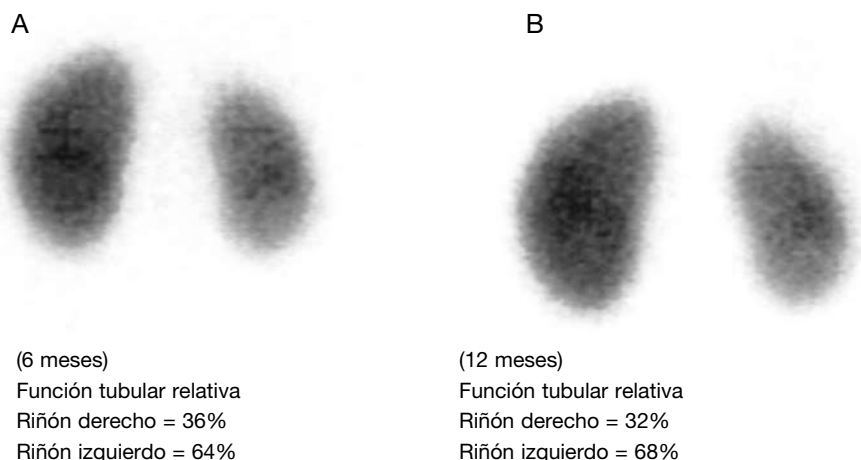 A
B
(6 meses)
Función tubular relativa
Riñón derecho = 36%
Riñón izquierdo = 64%
(12 meses)
Función tubular relativa
Riñón derecho = 32%
Riñón izquierdo = 68%